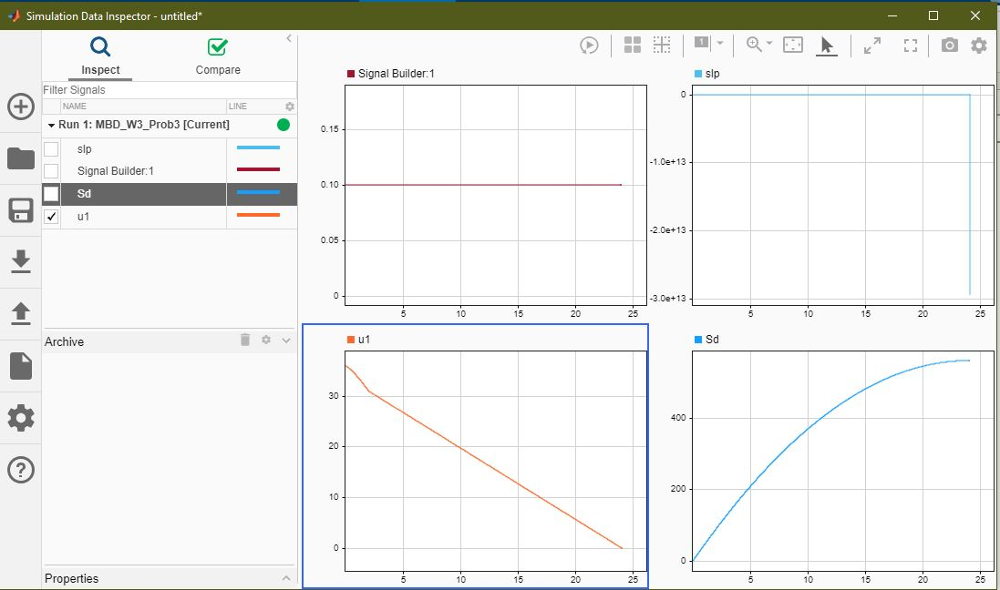 Simulation Data Inspector - untitled*
Inspect
Compare
Filter Signals
NAME
LINE
Run 1: MBD_W3_Prob3 [Current]
slp
Signal Builder:1
Sd
u1
Archive
Properties
1
Signal Builder:1
0.15
0.10
0.05
0
5
10
15
20
25
slp
0
-1.0e+13
-2.0e+13
-3.0e+13
5
10
15
20
25
u1
30
20
10
0
5
10
15
20
25
Sd
400
200
0
5
10
15
20
25